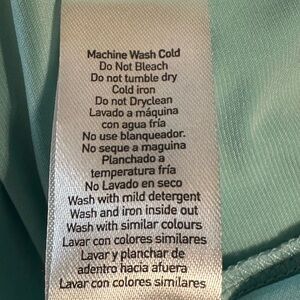 Machine Wash Cold
Do Not Bleach
Do not tumble dry
Cold iron
Do not Dryclean
Lavado a máquina
con agua fría
No use blanqueador.
No seque a maguina
Planchado a
temperatura fría
No Lavado en seco
Wash with mild detergent
Wash and iron inside out
Wash with similar colours
Lavar con colores similares
Lavar y planchar de
adentro hacia afuera
Lavar con colores similares